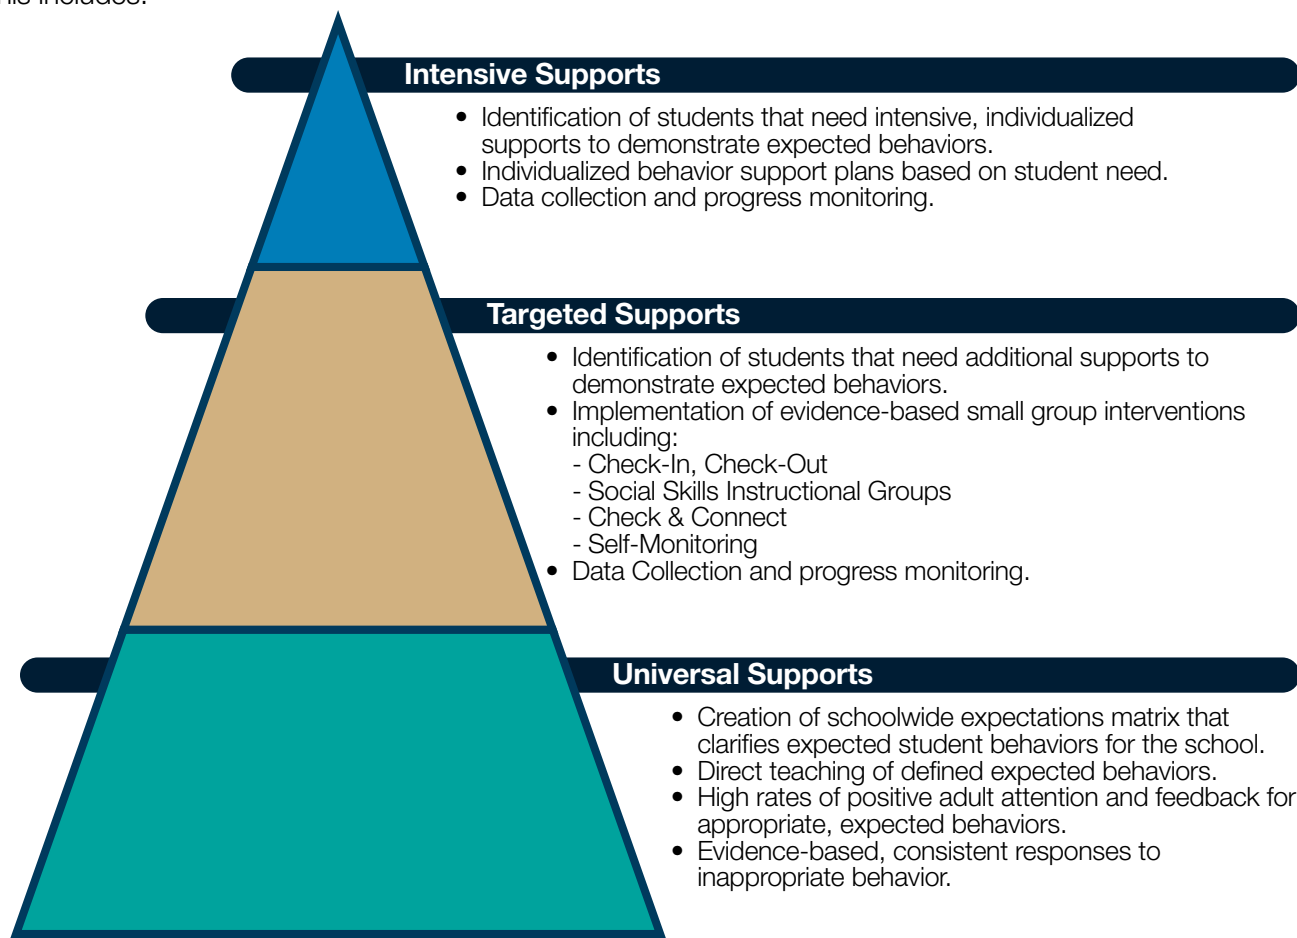 his includes:
Intensive Supports
• Identification of students that need intensive, individualized
supports to demonstrate expected behaviors.
• Individualized behavior support plans based on student need.
• Data collection and progress monitoring.
Targeted Supports
• Identification of students that need additional supports to
demonstrate expected behaviors.
• Implementation of evidence-based small group interventions
including:
- Check-In, Check-Out
- Social Skills Instructional Groups
- Check & Connect
- Self-Monitoring
• Data Collection and progress monitoring.
Universal Supports
• Creation of schoolwide expectations matrix that
clarifies expected student behaviors for the school.
• Direct teaching of defined expected behaviors.
• High rates of positive adult attention and feedback for
appropriate, expected behaviors.
• Evidence-based, consistent responses to
inappropriate behavior.